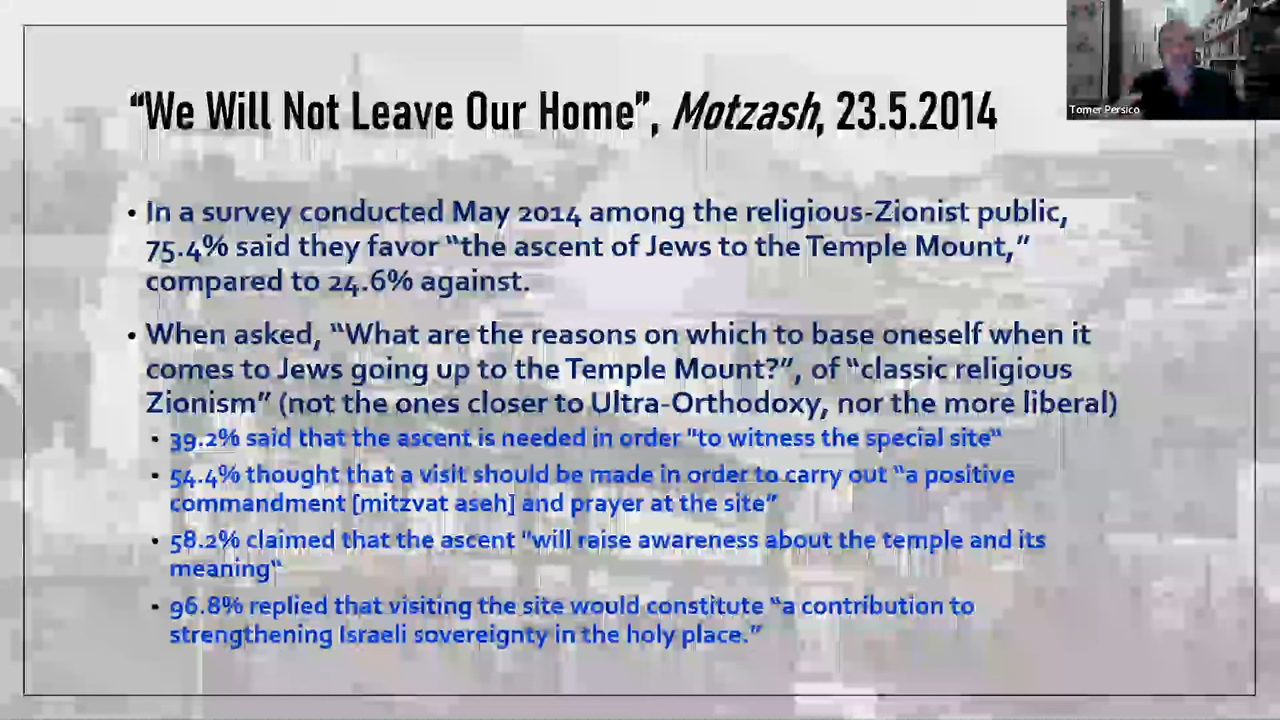 "We Will Not Leave Our Home", Motzash, 23.5.2014
Tomer Persico
• In a survey conducted May 2014 among the religious-Zionist public,
75.4% said they favor "the ascent of Jews to the Temple Mount,"
compared to 24.6% against.
• When asked, "What are the reasons on which to base oneself when it
comes to Jews going up to the Temple Mount?", of "classic religious
Zionism" (not the ones closer to Ultra-Orthodoxy, nor the more liberal)
• 39.2% said that the ascent is needed in order "to witness the special site"
• 54.4% thought that a visit should be made in order to carry out "a positive
commandment [mitzvat aseh] and prayer at the site"
• 58.2% claimed that the ascent "will raise awareness about the temple and its
meaning"
• 96.8% replied that visiting the site would constitute "a contribution to
strengthening Israeli sovereignty in the holy place."